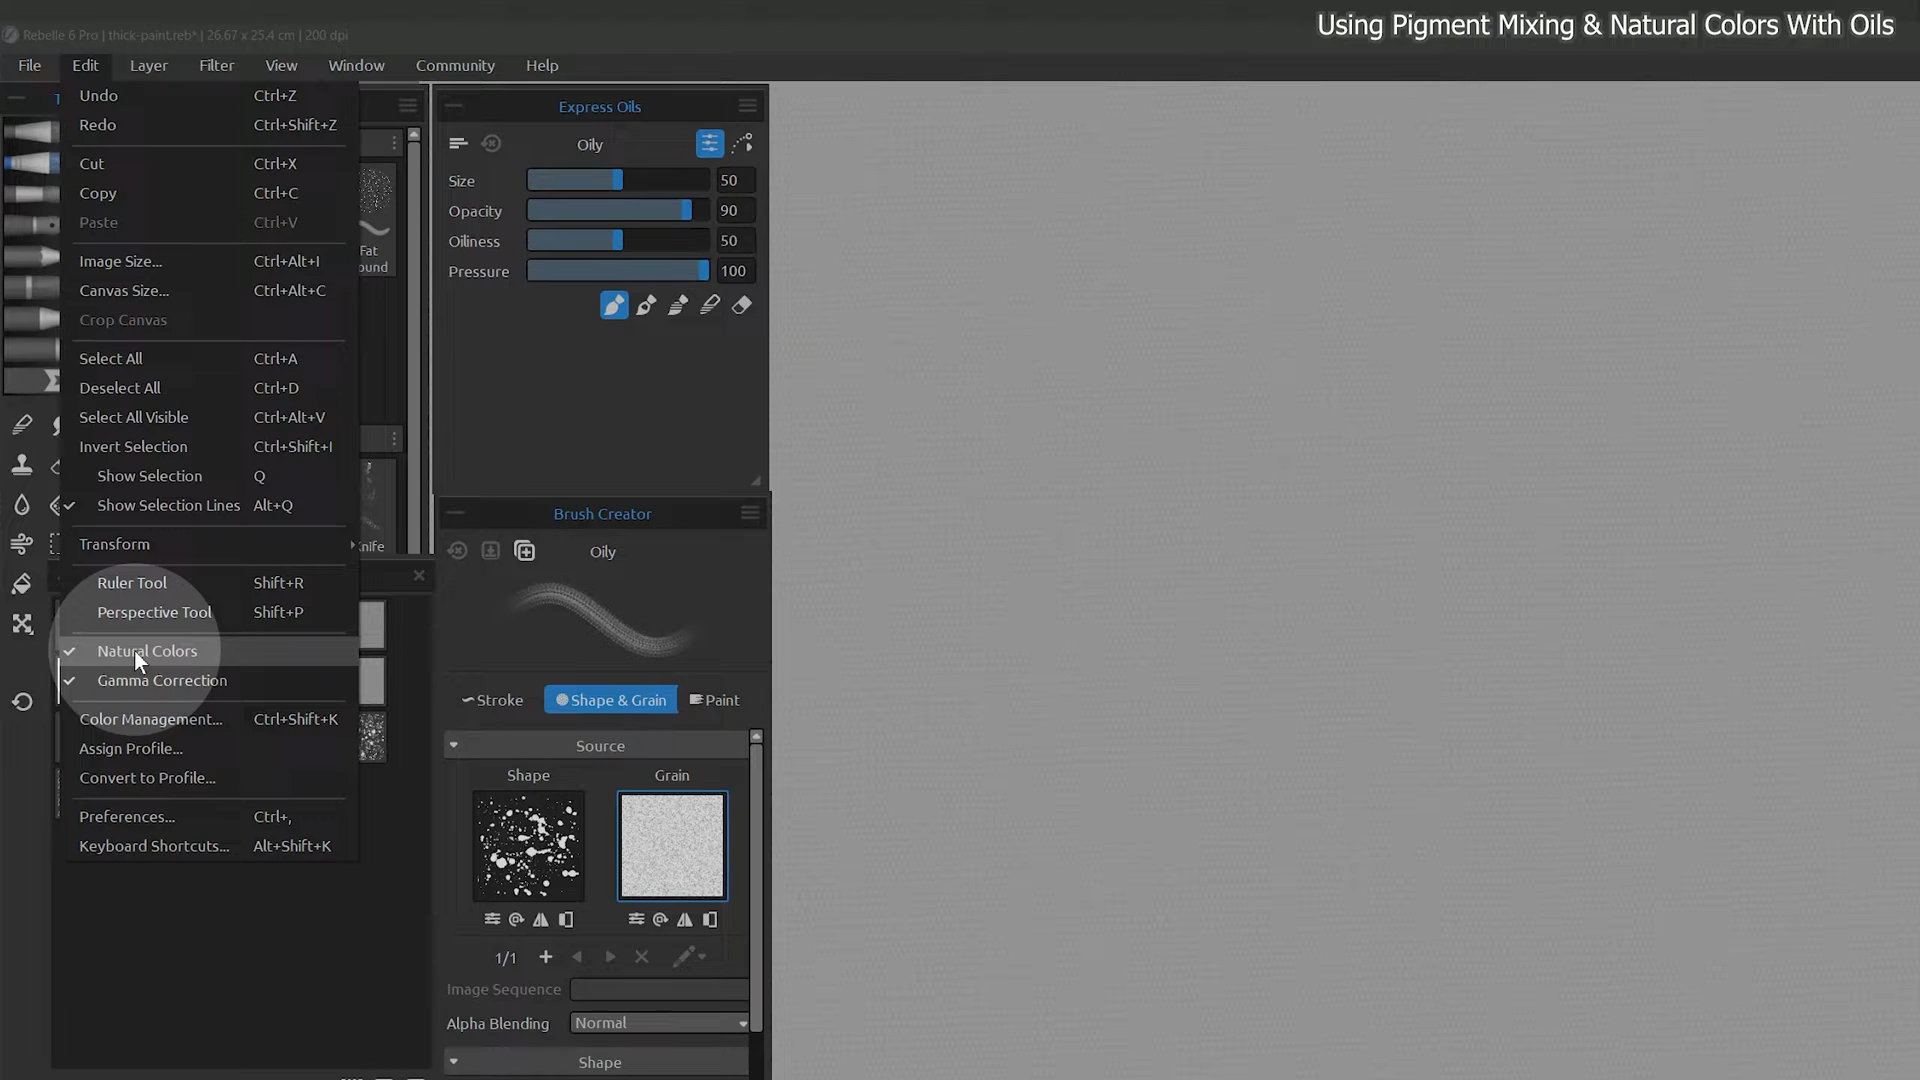 Using Pigment Mixing & Natural Colors With Oils
Rebelle 6 Pro | thick-paint.reb* | 26.67 x 25.4 cm | 200 dpi
File Edit Layer Filter View Window Community Help
Undo Ctrl+Z
Redo Ctrl+Shift+Z
Cut Ctrl+X
Copy Ctrl+C
Paste Ctrl+V
Image Size... Ctrl+Alt+I
Canvas Size... Ctrl+Alt+C
Crop Canvas
Select All Ctrl+A
Deselect All Ctrl+D
Select All Visible Ctrl+Alt+V
Invert Selection Ctrl+Shift+I
Show Selection Q
Show Selection Lines Alt+Q
Transform
Ruler Tool Shift+R
Perspective Tool Shift+P
Natural Colors
Gamma Correction
Color Management... Ctrl+Shift+K
Assign Profile...
Convert to Profile...
Preferences... Ctrl+,
Keyboard Shortcuts... Alt+Shift+K
Fat
ound
nife
Express Oils
Oily
Size 50
Opacity 90
Oiliness 50
Pressure 100
Brush Creator
Oily
Stroke Shape & Grain Paint
Source
Shape Grain
1/1
Image Sequence
Alpha Blending Normal
Shape